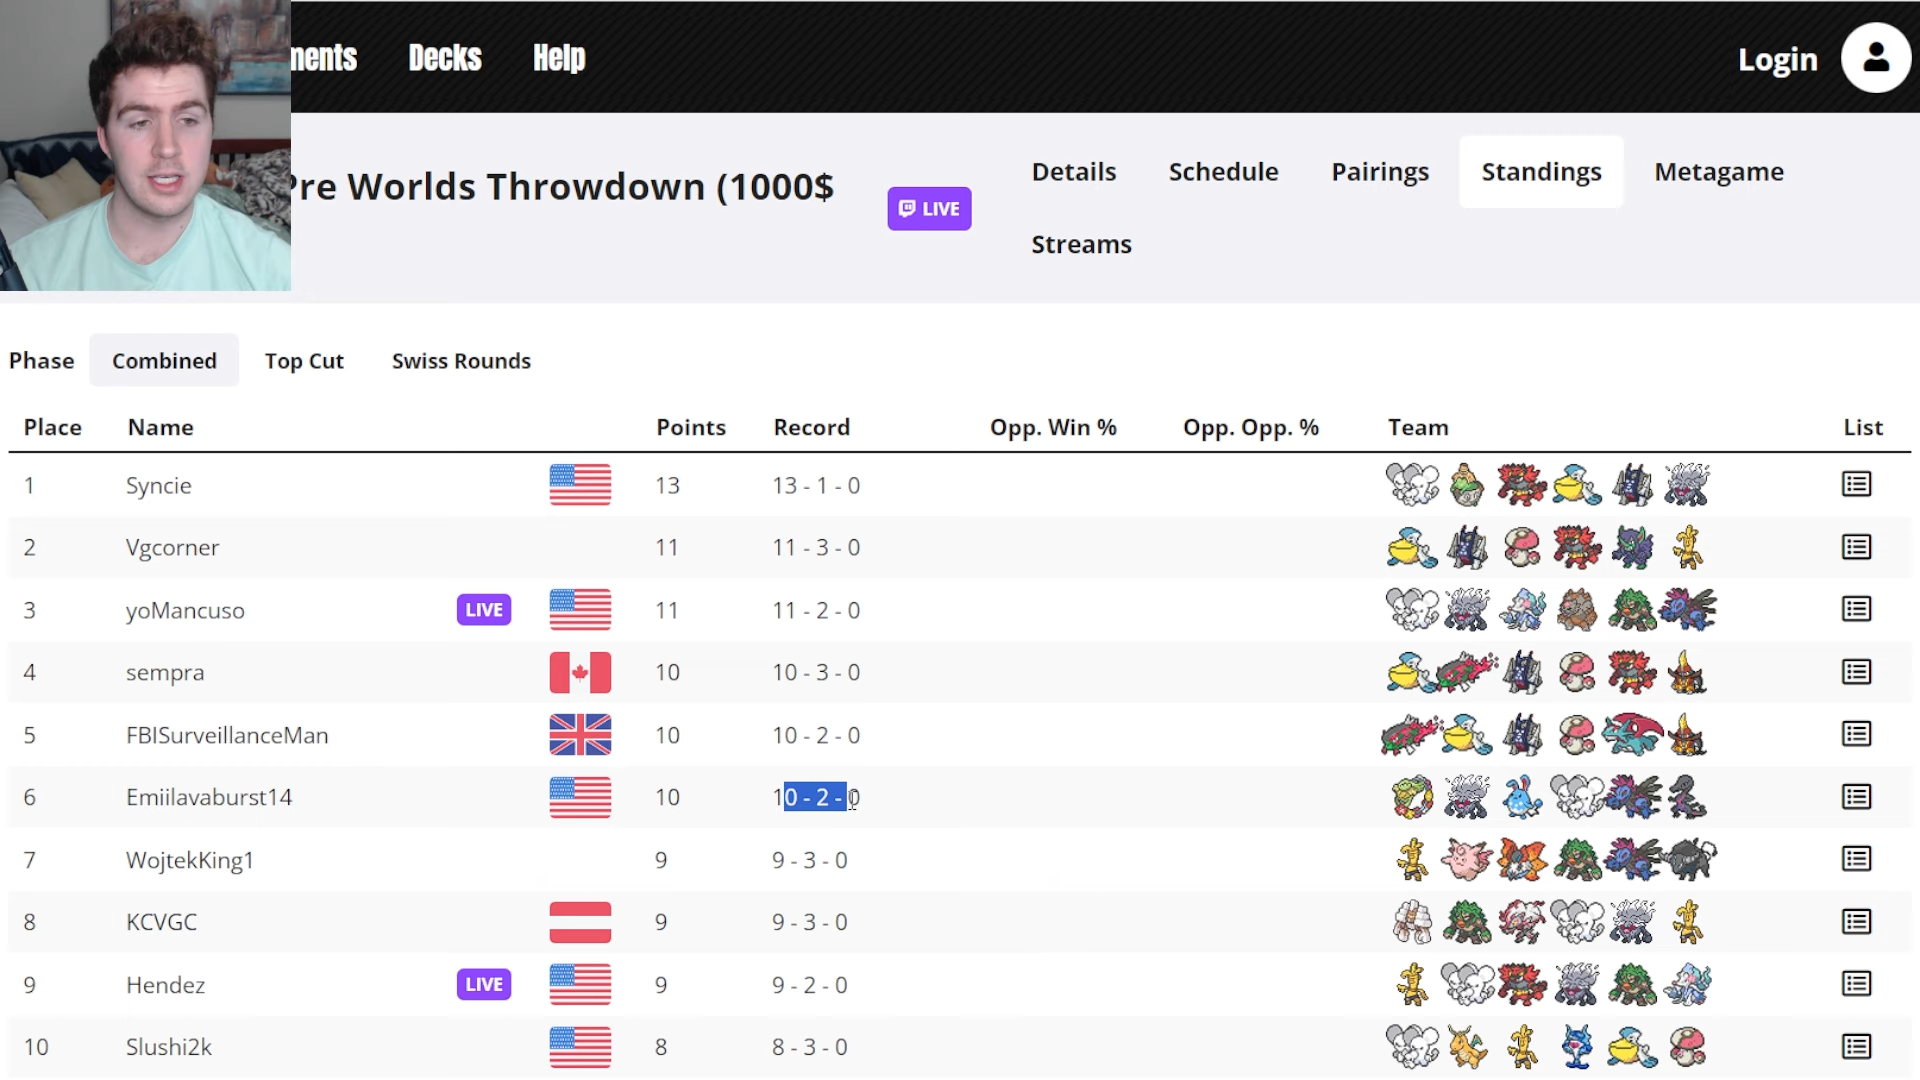 ments Decks Help Login
Pre Worlds Throwdown (1000$
LIVE
Details Schedule Pairings Standings Metagame
Streams
Phase Combined Top Cut Swiss Rounds
Place Name Points Record Opp. Win % Opp. Opp. % Team List
1 Syncie 13 13 - 1 - 0
2 Vgcorner 11 11 - 3 - 0
3 yoMancuso LIVE 11 11 - 2 - 0
4 sempra 10 10 - 3 - 0
5 FBISurveillanceMan 10 10 - 2 - 0
6 Emiilavaburst14 10 10 - 2 - 0
7 WojtekKing1 9 9 - 3 - 0
8 KCVGC 9 9 - 3 - 0
9 Hendez LIVE 9 9 - 2 - 0
10 Slushi2k 8 8 - 3 - 0